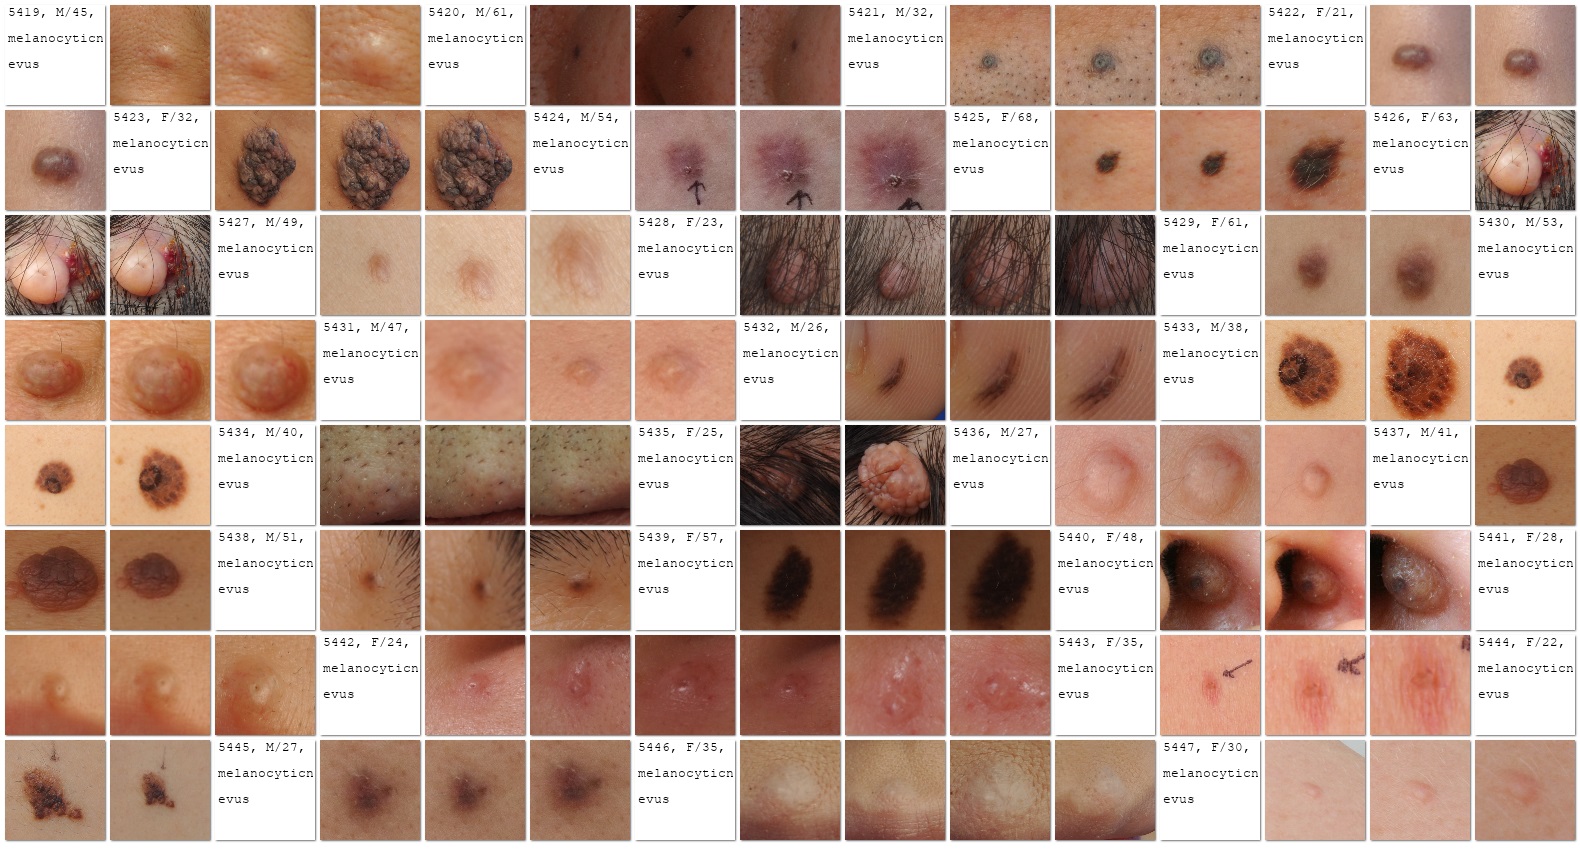 5419, M/45,
melanocyticn
evus
5420, M/61,
melanocyticn
evus
5421, M/32,
melanocyticn
evus
5422, F/21,
melanocyticn
evus
5423, F/32,
melanocyticn
evus
5424, M/54,
melanocyticn
evus
5425, F/68,
melanocyticn
evus
5426, F/63,
melanocyticn
evus
5427, M/49,
melanocyticn
evus
5428, F/23,
melanocyticn
evus
5429, F/61,
melanocyticn
evus
5430, M/53,
melanocyticn
evus
5431, M/47,
melanocyticn
evus
5432, M/26,
melanocyticn
evus
5433, M/38,
melanocyticn
evus
5434, M/40,
melanocyticn
evus
5435, F/25,
melanocyticn
evus
5436, M/27,
melanocyticn
evus
5437, M/41,
melanocyticn
evus
5438, M/51,
melanocyticn
evus
5439, F/57,
melanocyticn
evus
5440, F/48,
melanocyticn
evus
5441, F/28,
melanocyticn
evus
5442, F/24,
melanocyticn
evus
5443, F/35,
melanocyticn
evus
5444, F/22,
melanocyticn
evus
5445, M/27,
melanocyticn
evus
5446, F/35,
melanocyticn
evus
5447, F/30,
melanocyticn
evus